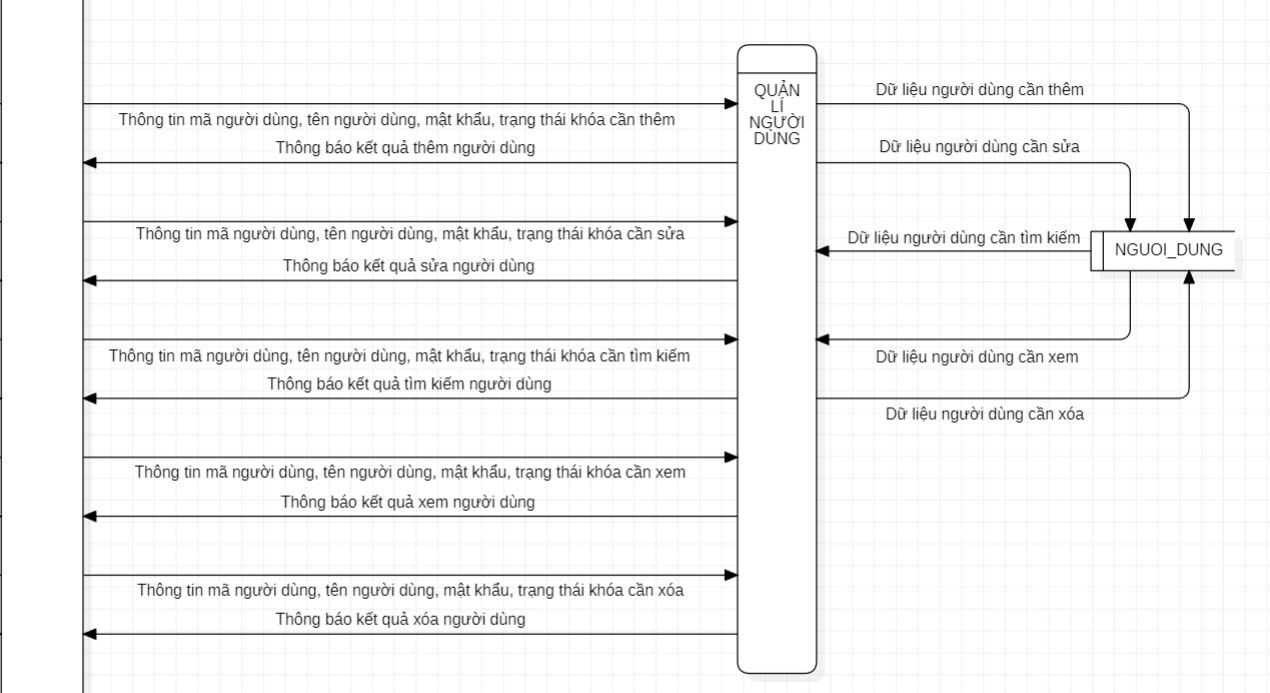 Thông tin mã người dùng, tên người dùng, mật khẩu, trạng thái khóa cần thêm
Thông báo kết quả thêm người dùng
Thông tin mã người dùng, tên người dùng, mật khẩu, trạng thái khóa cần sửa
Thông báo kết quả sửa người dùng
Thông tin mã người dùng, tên người dùng, mật khẩu, trạng thái khóa cần tìm kiếm
Thông báo kết quả tìm kiếm người dùng
Thông tin mã người dùng, tên người dùng, mật khẩu, trạng thái khóa cần xem
Thông báo kết quả xem người dùng
Thông tin mã người dùng, tên người dùng, mật khẩu, trạng thái khóa cần xóa
Thông báo kết quả xóa người dùng
QUẢN
LÍ
NGƯỜI
DÙNG
Dữ liệu người dùng cần thêm
Dữ liệu người dùng cần sửa
Dữ liệu người dùng cần tìm kiếm
NGUOI_DUNG
Dữ liệu người dùng cần xem
Dữ liệu người dùng cần xóa